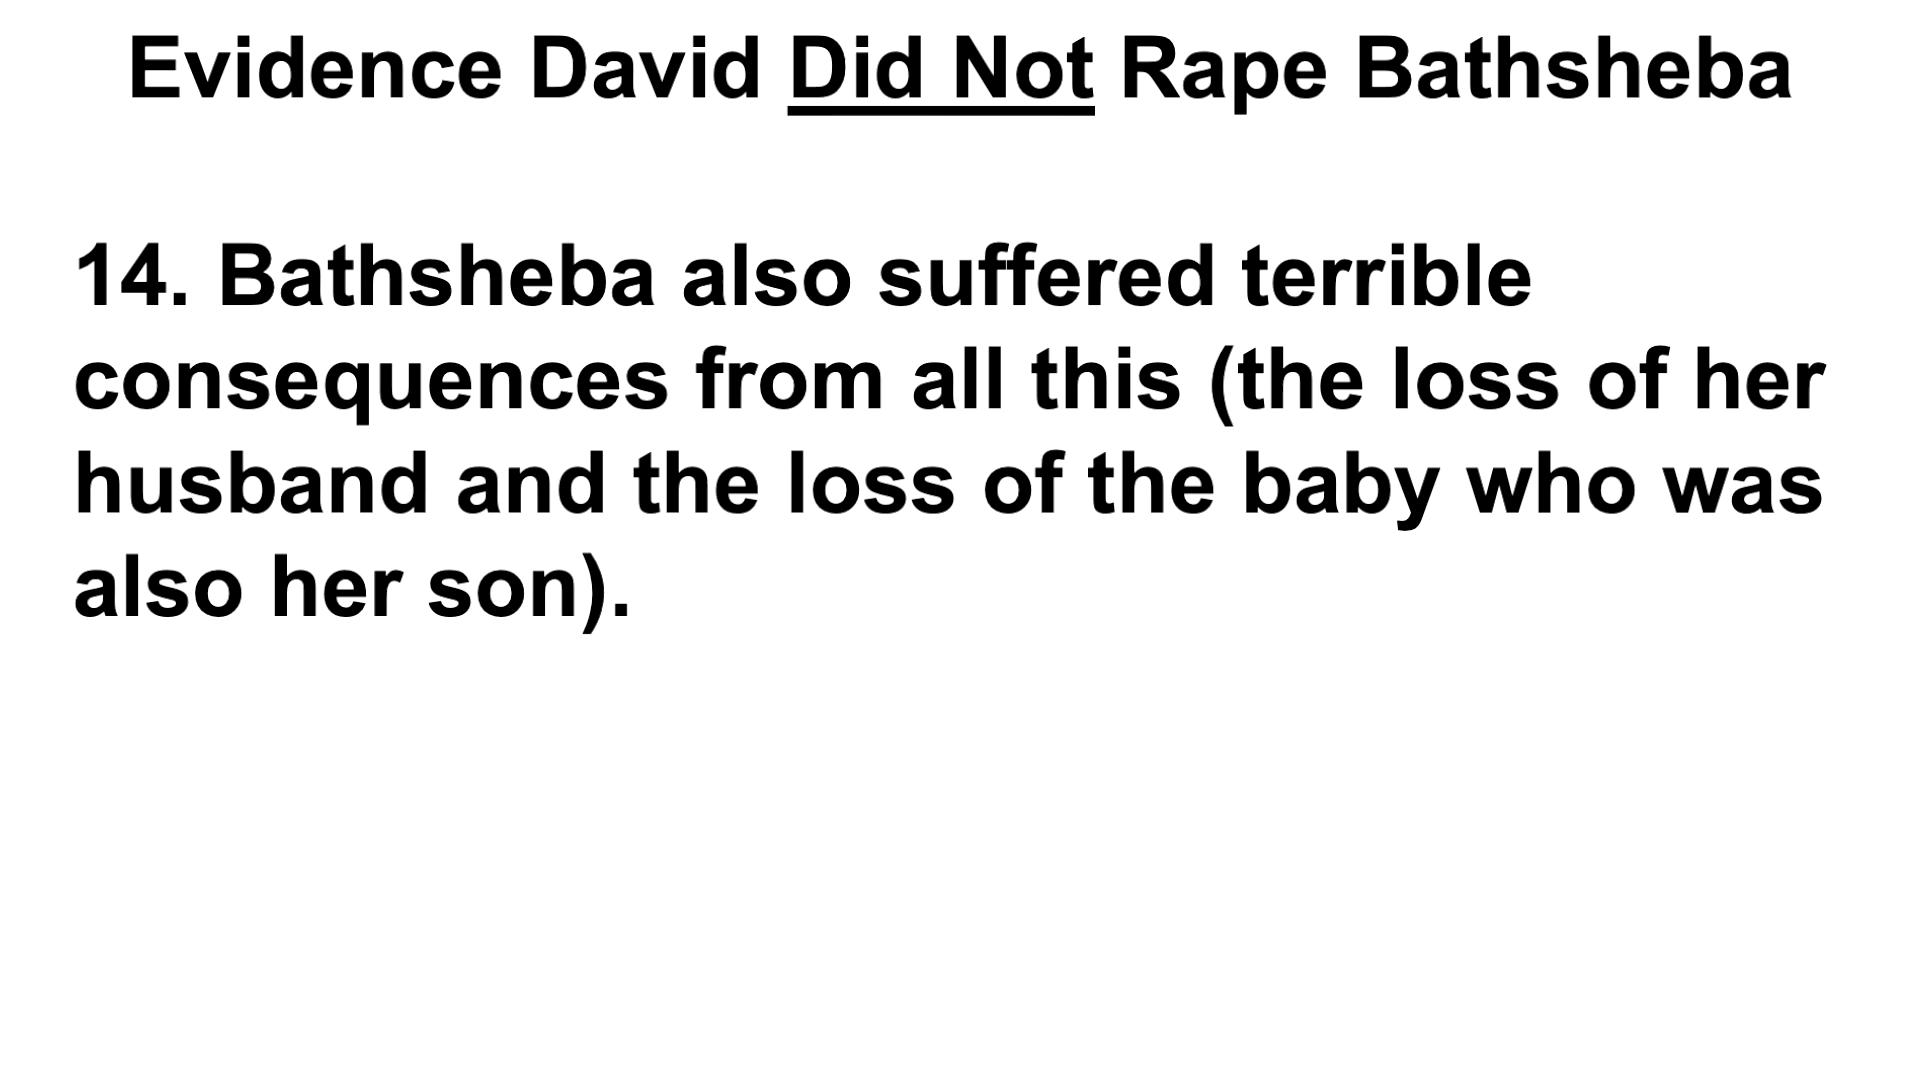 Evidence David Did Not Rape Bathsheba
14. Bathsheba also suffered terrible
consequences from all this (the loss of her
husband and the loss of the baby who was
also her son).